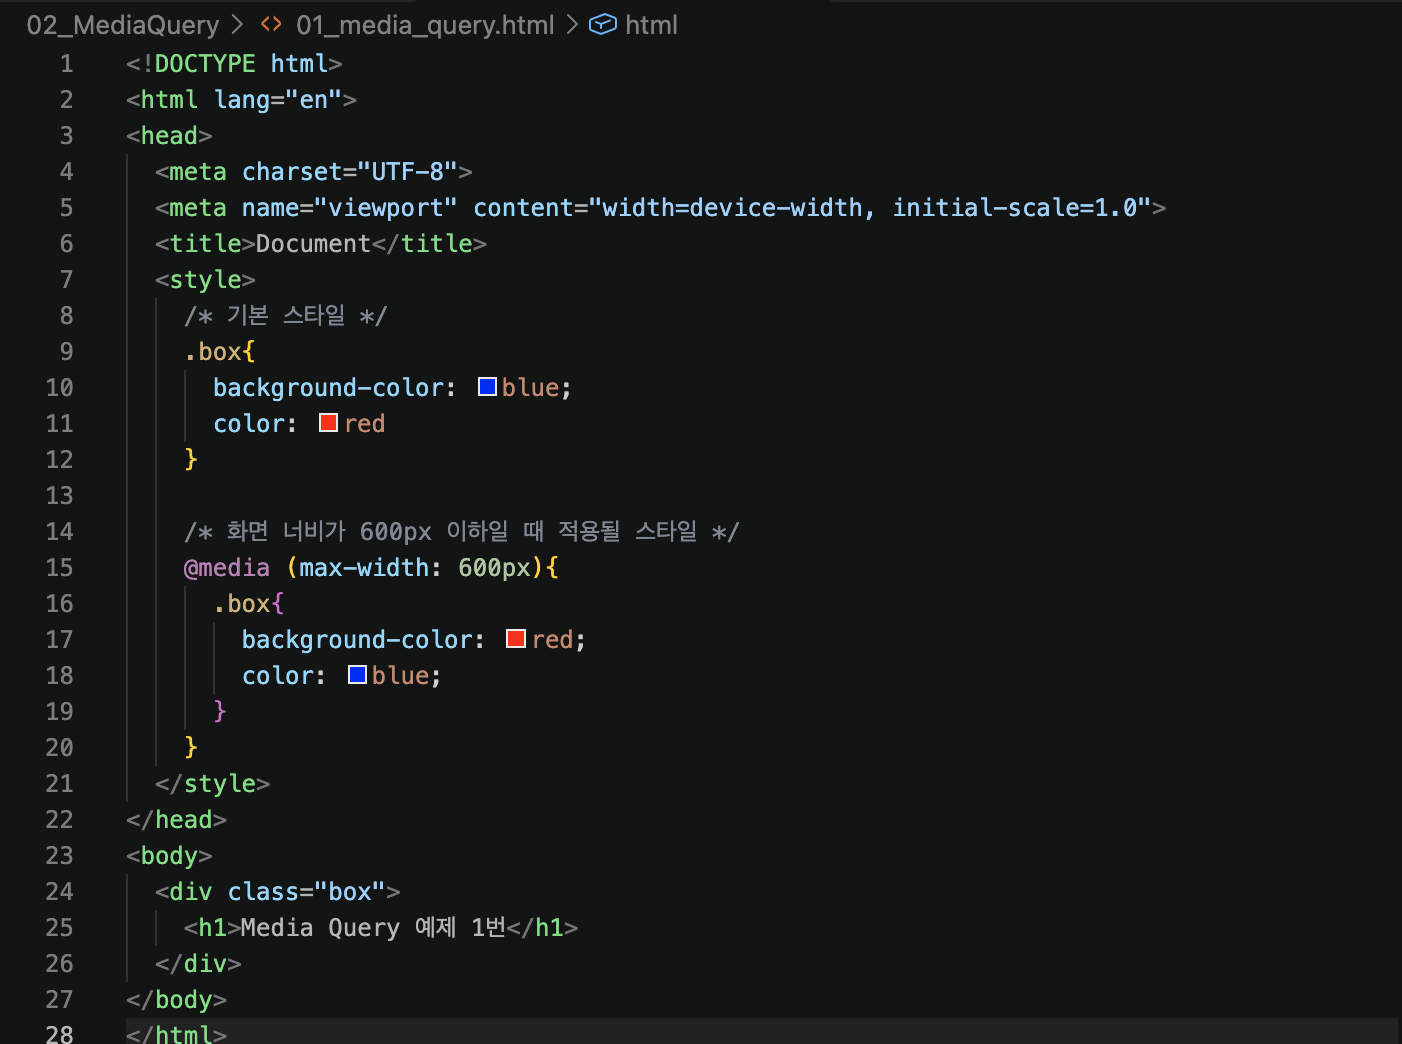 02_MediaQuery > <> 01_media_query.html > html
1 <!DOCTYPE html>
2 <html lang="en">
3 <head>
4 <meta charset="UTF-8">
5 <meta name="viewport" content="width=device-width, initial-scale=1.0">
6 <title>Document</title>
7 <style>
8 /* 기본 스타일 */
9 .box{
10 background-color: blue;
11 color: red
12 }
13
14 /* 화면 너비가 600px 이하일 때 적용될 스타일 */
15 @media (max-width: 600px){
16 .box{
17 background-color: red;
18 color: blue;
19 }
20 }
21 </style>
22 </head>
23 <body>
24 <div class="box">
25 <h1>Media Query 예제 1번</h1>
26 </div>
27 </body>
28 </html>